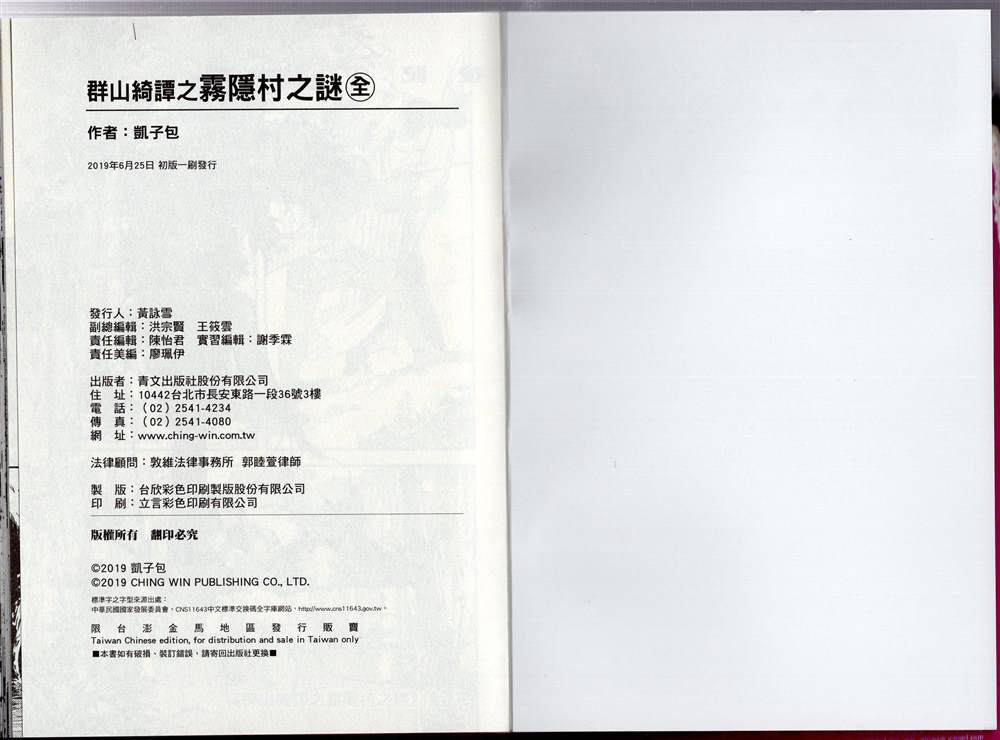 群山綺譚之霧隱村之謎全
作者：凱子包
2019年6月25日 初版一刷發行
發行人：黃詠雪
副總編輯：洪宗賢　王筱雲
責任編輯：陳怡君　實習編輯：謝季霖
責任美編：廖珮伊
出版者：青文出版社股份有限公司
住　址：10442台北市長安東路一段36號3樓
電　話：（02）2541-4234
傳　真：（02）2541-4080
網　址：www.ching-win.com.tw
法律顧問：敦維法律事務所　郭睦萱律師
製　版：台欣彩色印刷製版股份有限公司
印　刷：立言彩色印刷有限公司
版權所有　翻印必究
©2019 凱子包
©2019 CHING WIN PUBLISHING CO., LTD.
標準字之字型來源出處：
中華民國國家發展委員會，CNS11643中文標準交換碼全字庫網站，http://www.cns11643.gov.tw。
限台澎金馬地區發行販賣
Taiwan Chinese edition, for distribution and sale in Taiwan only
■本書如有破損、裝訂錯誤，請寄回出版社更換■